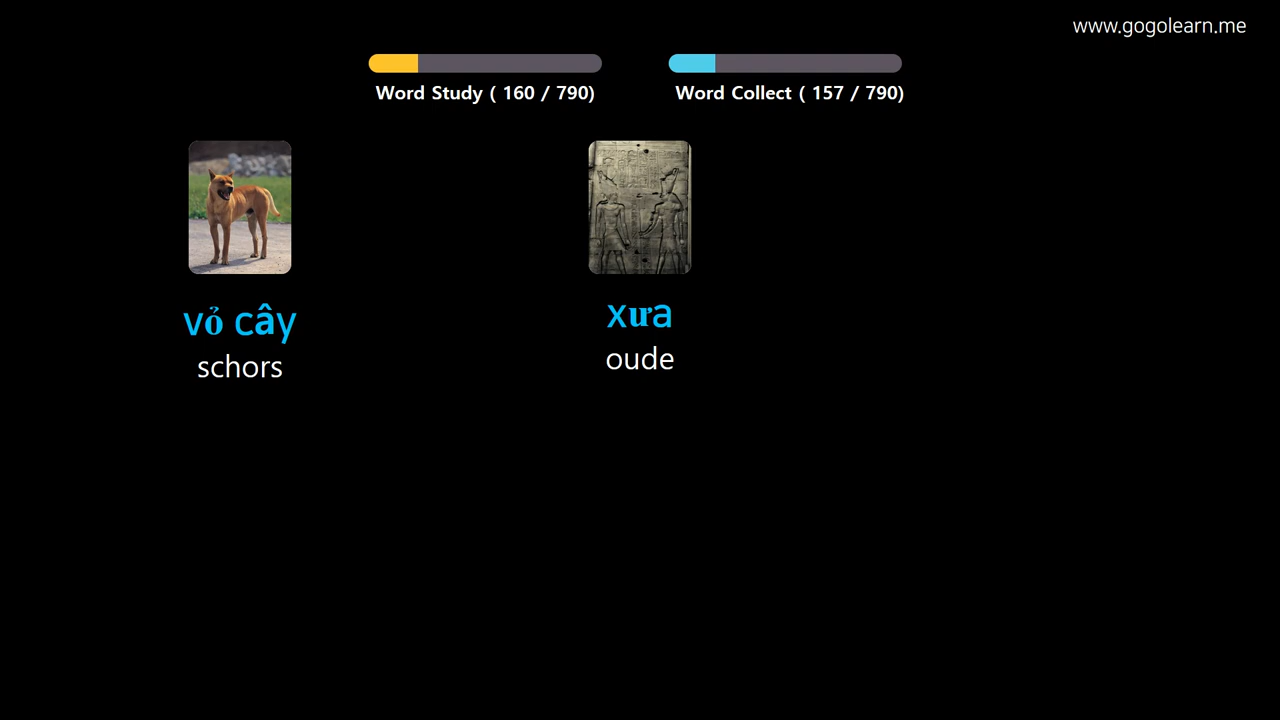 www.gogolearn.me
Word Study ( 160 / 790)
Word Collect ( 157 / 790)
vỏ cây
schors
xưa
oude